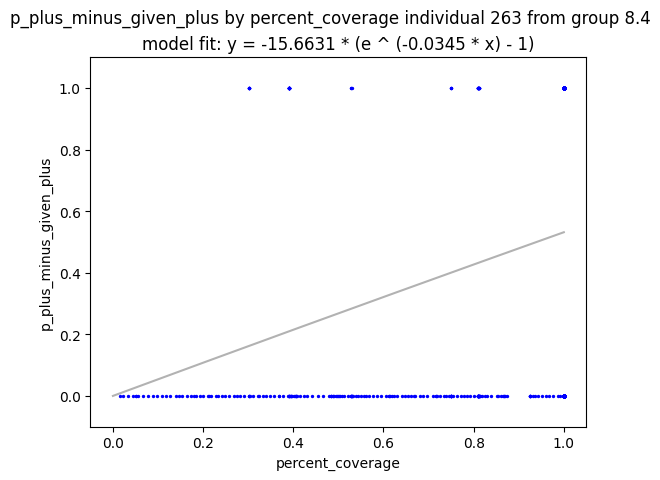 p_plus_minus_given_plus by percent_coverage individual 263 from group 8.4
model fit: y = -15.6631 * (e ^ (-0.0345 * x) - 1)
p_plus_minus_given_plus
1.0
0.8
0.6
0.4
0.2
0.0
0.0 0.2 0.4 0.6 0.8 1.0
percent_coverage